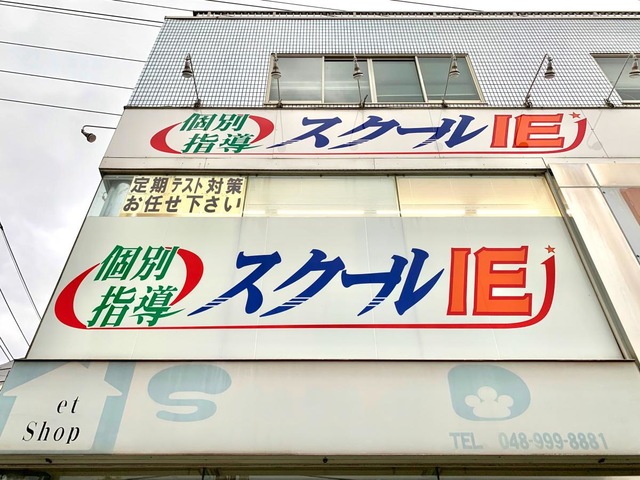 個別
指導
スクールIE
定期テスト対策
お任せ下さい
個別
指導
スクールIE
et
Shop
S
D
TEL 048-999-8881